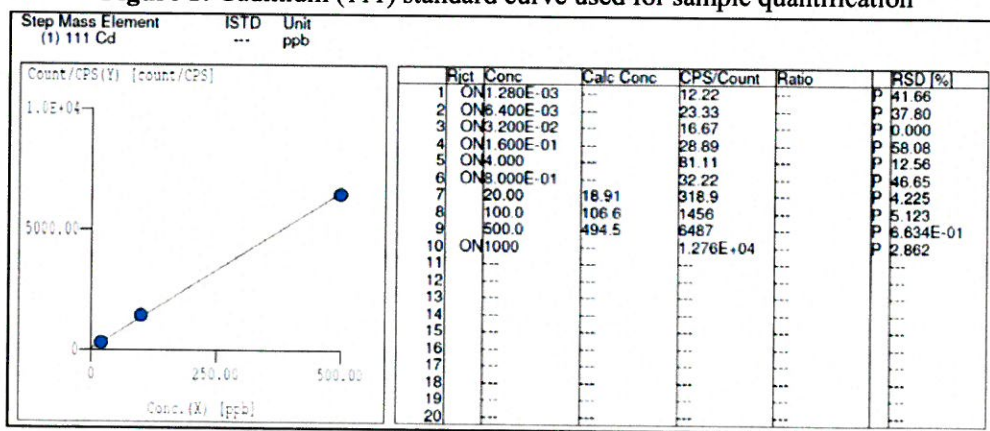 Step Mass Element ISTD Unit
(1) 111 Cd --- ppb
Count/CPS(Y) [count/CPS]
1.0E+04
5000.00
0
0 250.00 500.00
Conc.(X) [ppb]
Rjct Conc Calc Conc CPS/Count Ratio RSD [%]
1 ON 1.280E-03 --- 12.22 --- P 41.66
2 ON 6.400E-03 --- 23.33 --- P 37.80
3 ON 3.200E-02 --- 16.67 --- P 0.000
4 ON 1.600E-01 --- 28.89 --- P 58.08
5 ON 4.000 --- 81.11 --- P 12.56
6 ON 8.000E-01 --- 32.22 --- P 46.65
7 20.00 18.91 318.9 --- P 4.225
8 100.0 106.6 1456 --- P 5.123
9 500.0 494.5 6487 --- P 6.634E-01
10 ON 1000 --- 1.276E+04 --- P 2.862
11 --- --- --- --- ---
12 --- --- --- --- ---
13 --- --- --- --- ---
14 --- --- --- --- ---
15 --- --- --- --- ---
16 --- --- --- --- ---
17 --- --- --- --- ---
18 --- --- --- --- ---
19 --- --- --- --- ---
20 --- --- --- --- ---